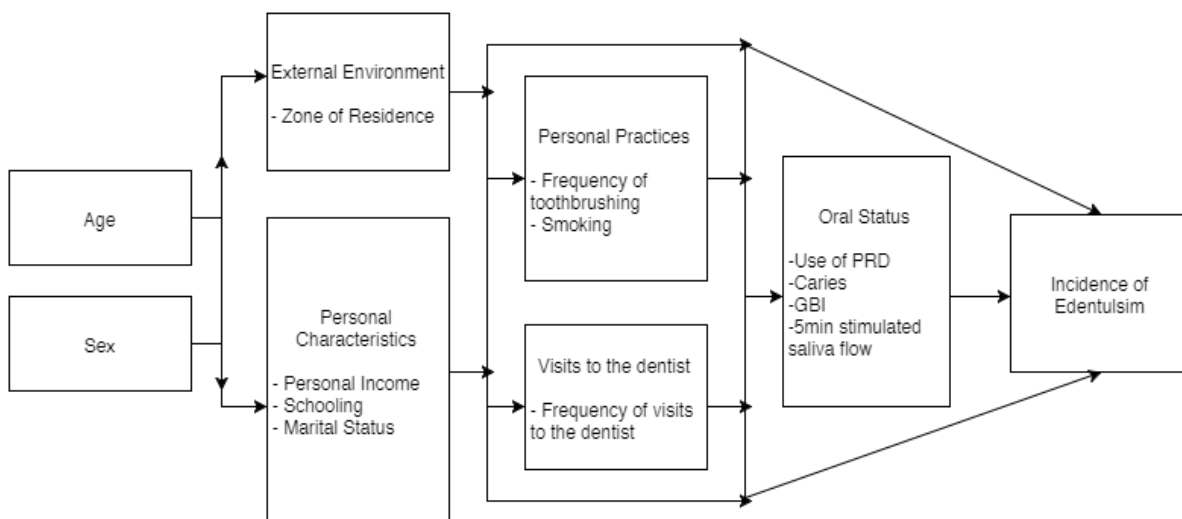 Age
Sex
External Environment
- Zone of Residence
Personal
Characteristics
- Personal Income
- Schooling
- Marital Status
Personal Practices
- Frequency of
toothbrushing
- Smoking
Visits to the dentist
- Frequency of visits
to the dentist
Oral Status
-Use of PRD
-Caries
-GBI
-5min stimulated
saliva flow
Incidence of
Edentulsim